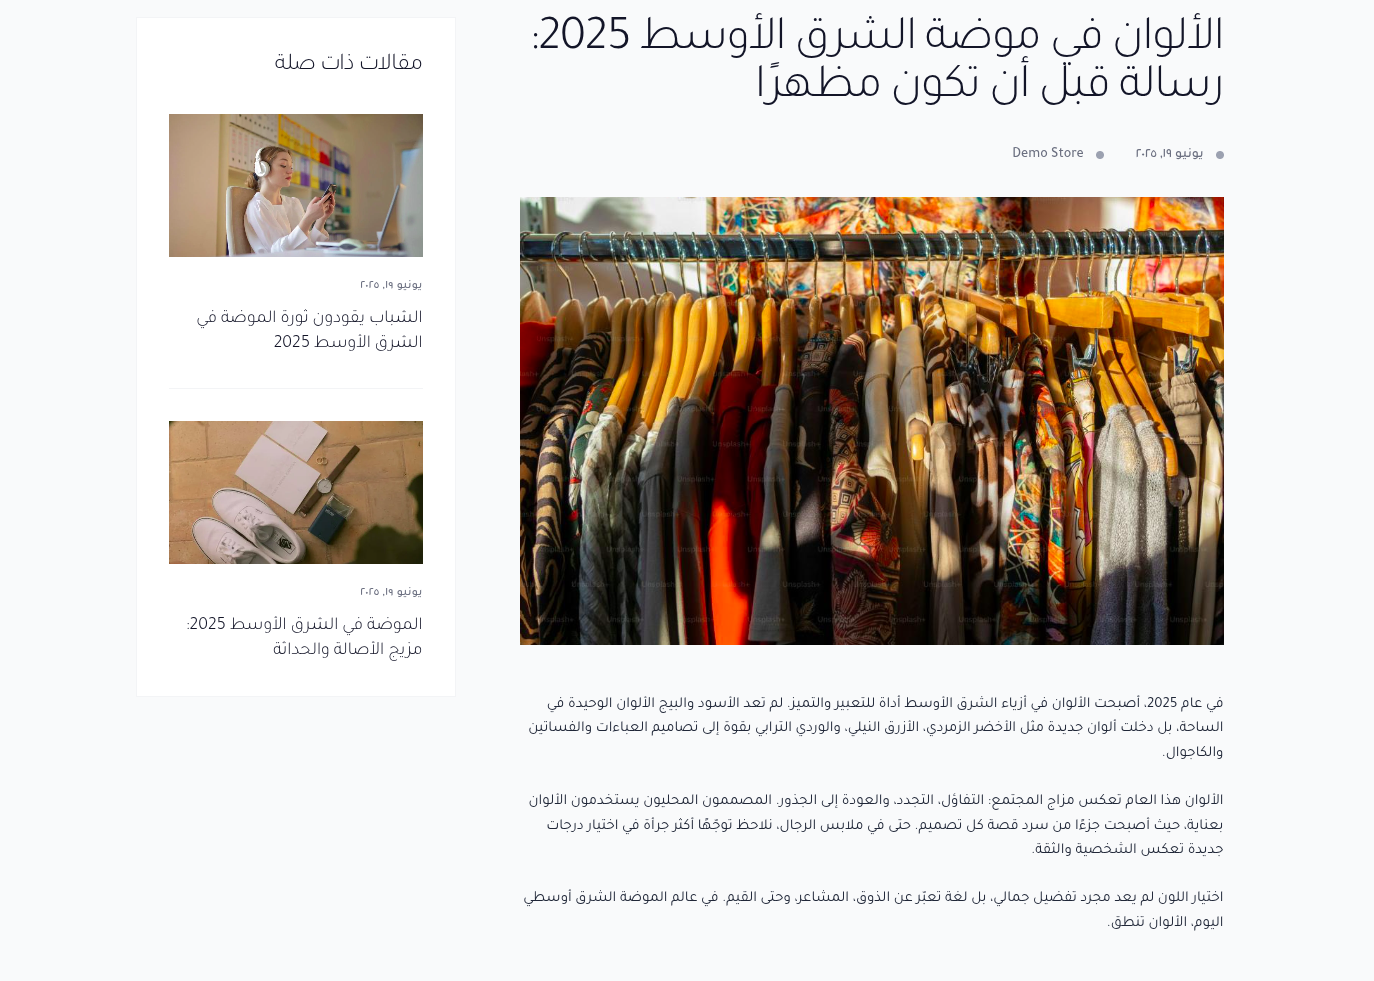 الألوان في موضة الشرق الأوسط 2025:
رسالة قبل أن تكون مظهرًا
يونيو ١٩, ٢٠٢٥
Demo Store
في عام 2025، أصبحت الألوان في أزياء الشرق الأوسط أداة للتعبير والتميز. لم تعد الأسود والبيج الألوان الوحيدة في
الساحة، بل دخلت ألوان جديدة مثل الأخضر الزمردي، الأزرق النيلي، والوردي الترابي بقوة إلى تصاميم العباءات والفساتين
والكاجوال.
الألوان هذا العام تعكس مزاج المجتمع: التفاؤل، التجدد، والعودة إلى الجذور. المصممون المحليون يستخدمون الألوان
بعناية، حيث أصبحت جزءًا من سرد قصة كل تصميم. حتى في ملابس الرجال، نلاحظ توجّهًا أكثر جرأة في اختيار درجات
جديدة تعكس الشخصية والثقة.
اختيار اللون لم يعد مجرد تفضيل جمالي، بل لغة تعبّر عن الذوق، المشاعر، وحتى القيم. في عالم الموضة الشرق أوسطي
اليوم، الألوان تنطق.
مقالات ذات صلة
يونيو ١٩, ٢٠٢٥
الشباب يقودون ثورة الموضة في
الشرق الأوسط 2025
يونيو ١٩, ٢٠٢٥
الموضة في الشرق الأوسط 2025:
مزيج الأصالة والحداثة